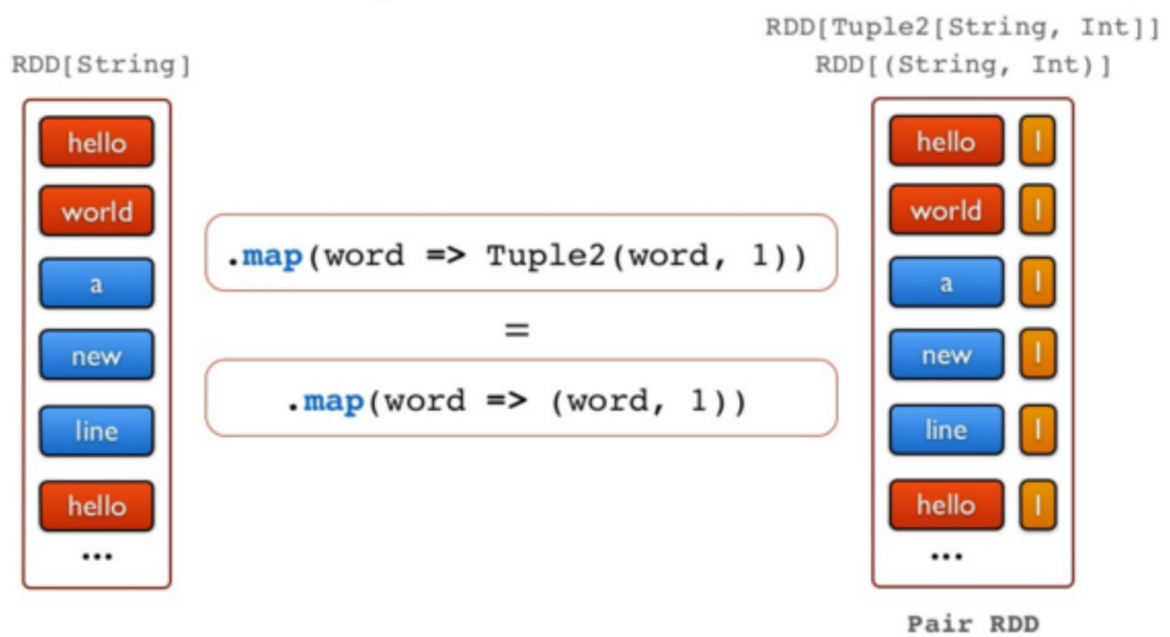 RDD[String]
hello
world
a
new
line
hello
...
.map(word => Tuple2(word, 1))
=
.map(word => (word, 1))
RDD[Tuple2[String, Int]]
RDD[(String, Int)]
hello 1
world 1
a 1
new 1
line 1
hello 1
...
Pair RDD